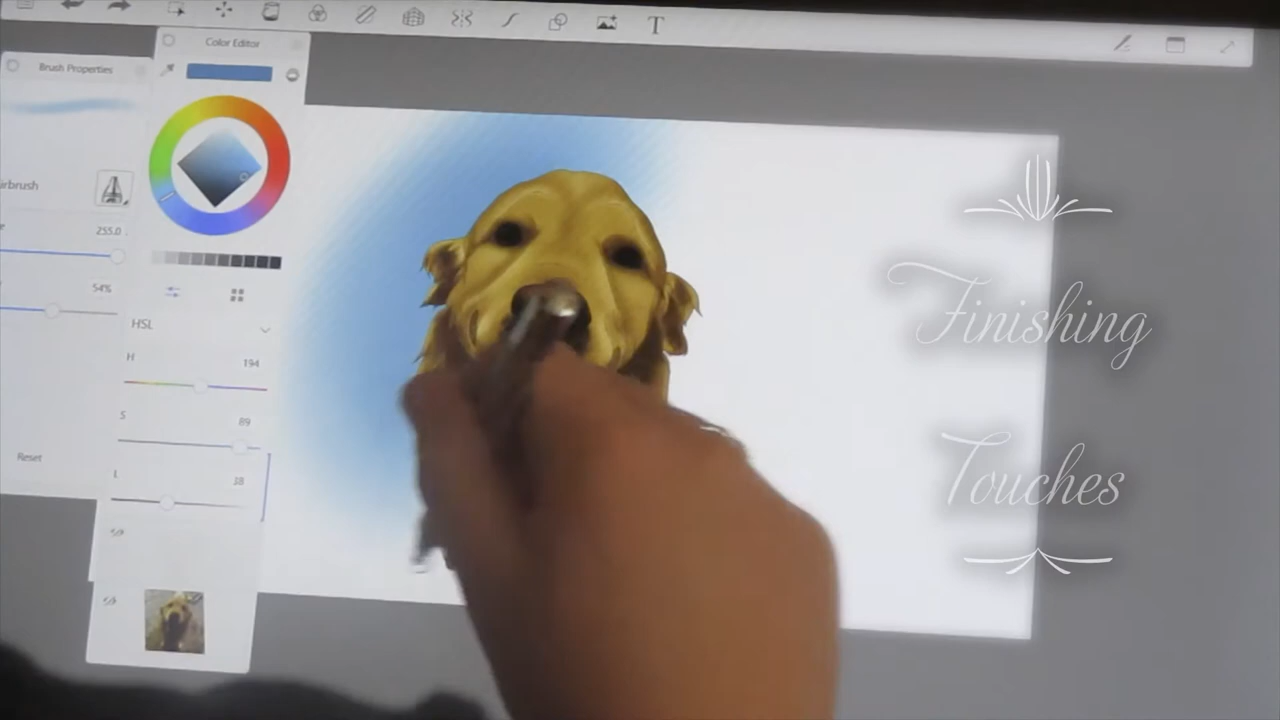 T
Color Editor
Brush Properties
irbrush
255.0
54%
HSL
H 194
S 89
L 38
Reset
Finishing
Touches